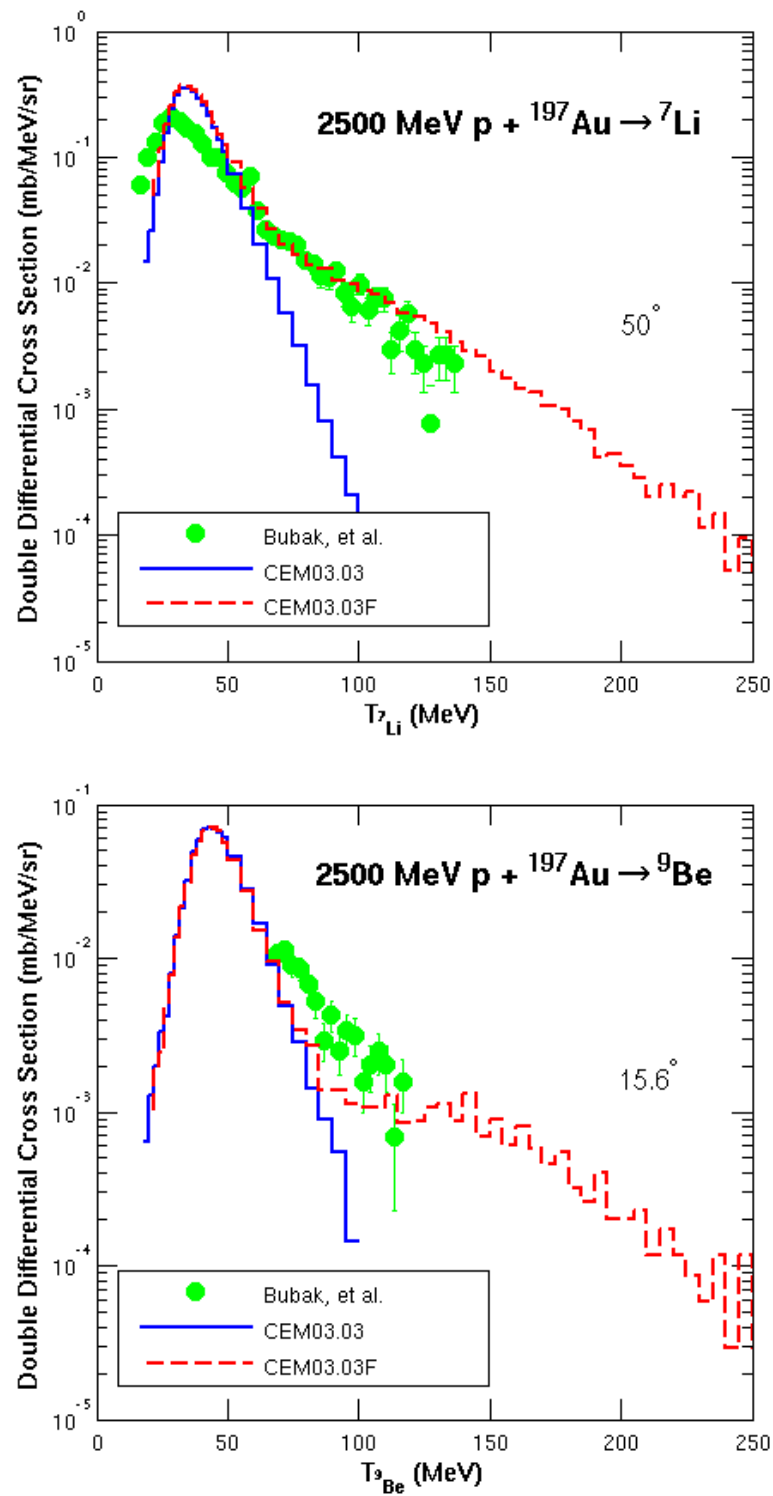 10⁰
10⁻¹
10⁻²
10⁻³
10⁻⁴
10⁻⁵
Double Differential Cross Section (mb/MeV/sr)
2500 MeV p + ¹⁹⁷Au → ⁷Li
50°
Bubak, et al.
CEM03.03
CEM03.03F
0 50 100 150 200 250
T⁷Li (MeV)
10⁻¹
10⁻²
10⁻³
10⁻⁴
10⁻⁵
Double Differential Cross Section (mb/MeV/sr)
2500 MeV p + ¹⁹⁷Au → ⁹Be
15.6°
Bubak, et al.
CEM03.03
CEM03.03F
0 50 100 150 200 250
T⁹Be (MeV)